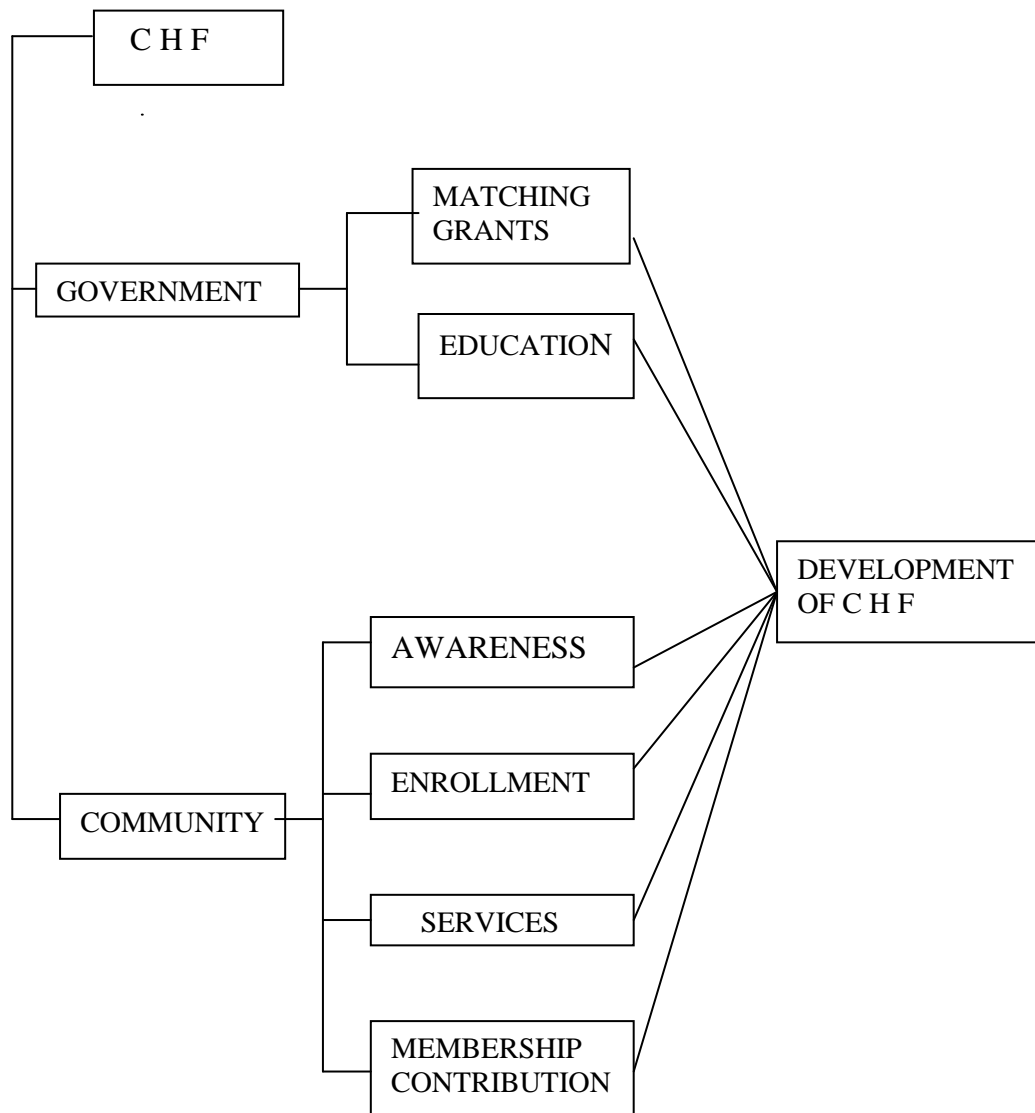 C H F
MATCHING
GRANTS
GOVERNMENT
EDUCATION
DEVELOPMENT
OF C H F
AWARENESS
ENROLLMENT
COMMUNITY
SERVICES
MEMBERSHIP
CONTRIBUTION